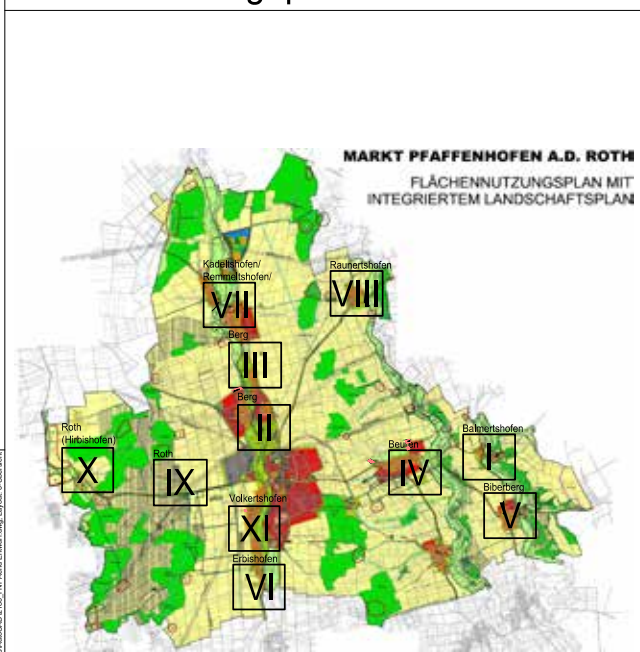 MARKT PFAFFENHOFEN A.D. ROTH
FLÄCHENNUTZUNGSPLAN MIT
INTEGRIERTEM LANDSCHAFTSPLAN
Kadeltshofen/
Remmeltshofen/
VII
Raunertshofen
VIII
Berg
III
Berg
II
Roth
(Hirbishofen)
X
Roth
IX
Beuren
IV
Balmertshofen
I
Biberberg
V
Volkertshofen
XI
Erbishofen
VI